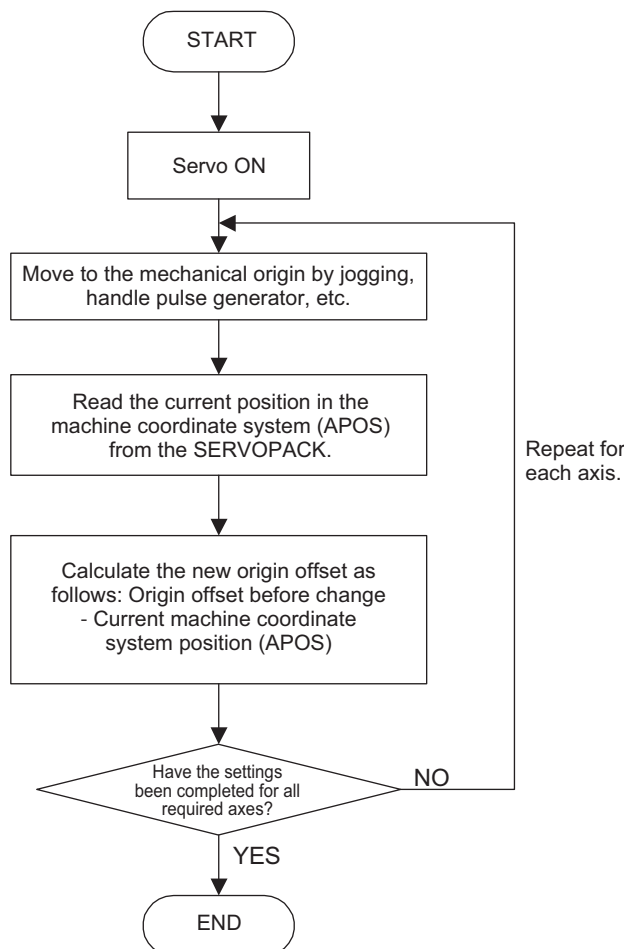 START
Servo ON
Move to the mechanical origin by jogging,
handle pulse generator, etc.
Read the current position in the
machine coordinate system (APOS)
from the SERVOPACK.
Repeat for
each axis.
Calculate the new origin offset as
follows: Origin offset before change
- Current machine coordinate
system position (APOS)
Have the settings
been completed for all
required axes?
NO
YES
END